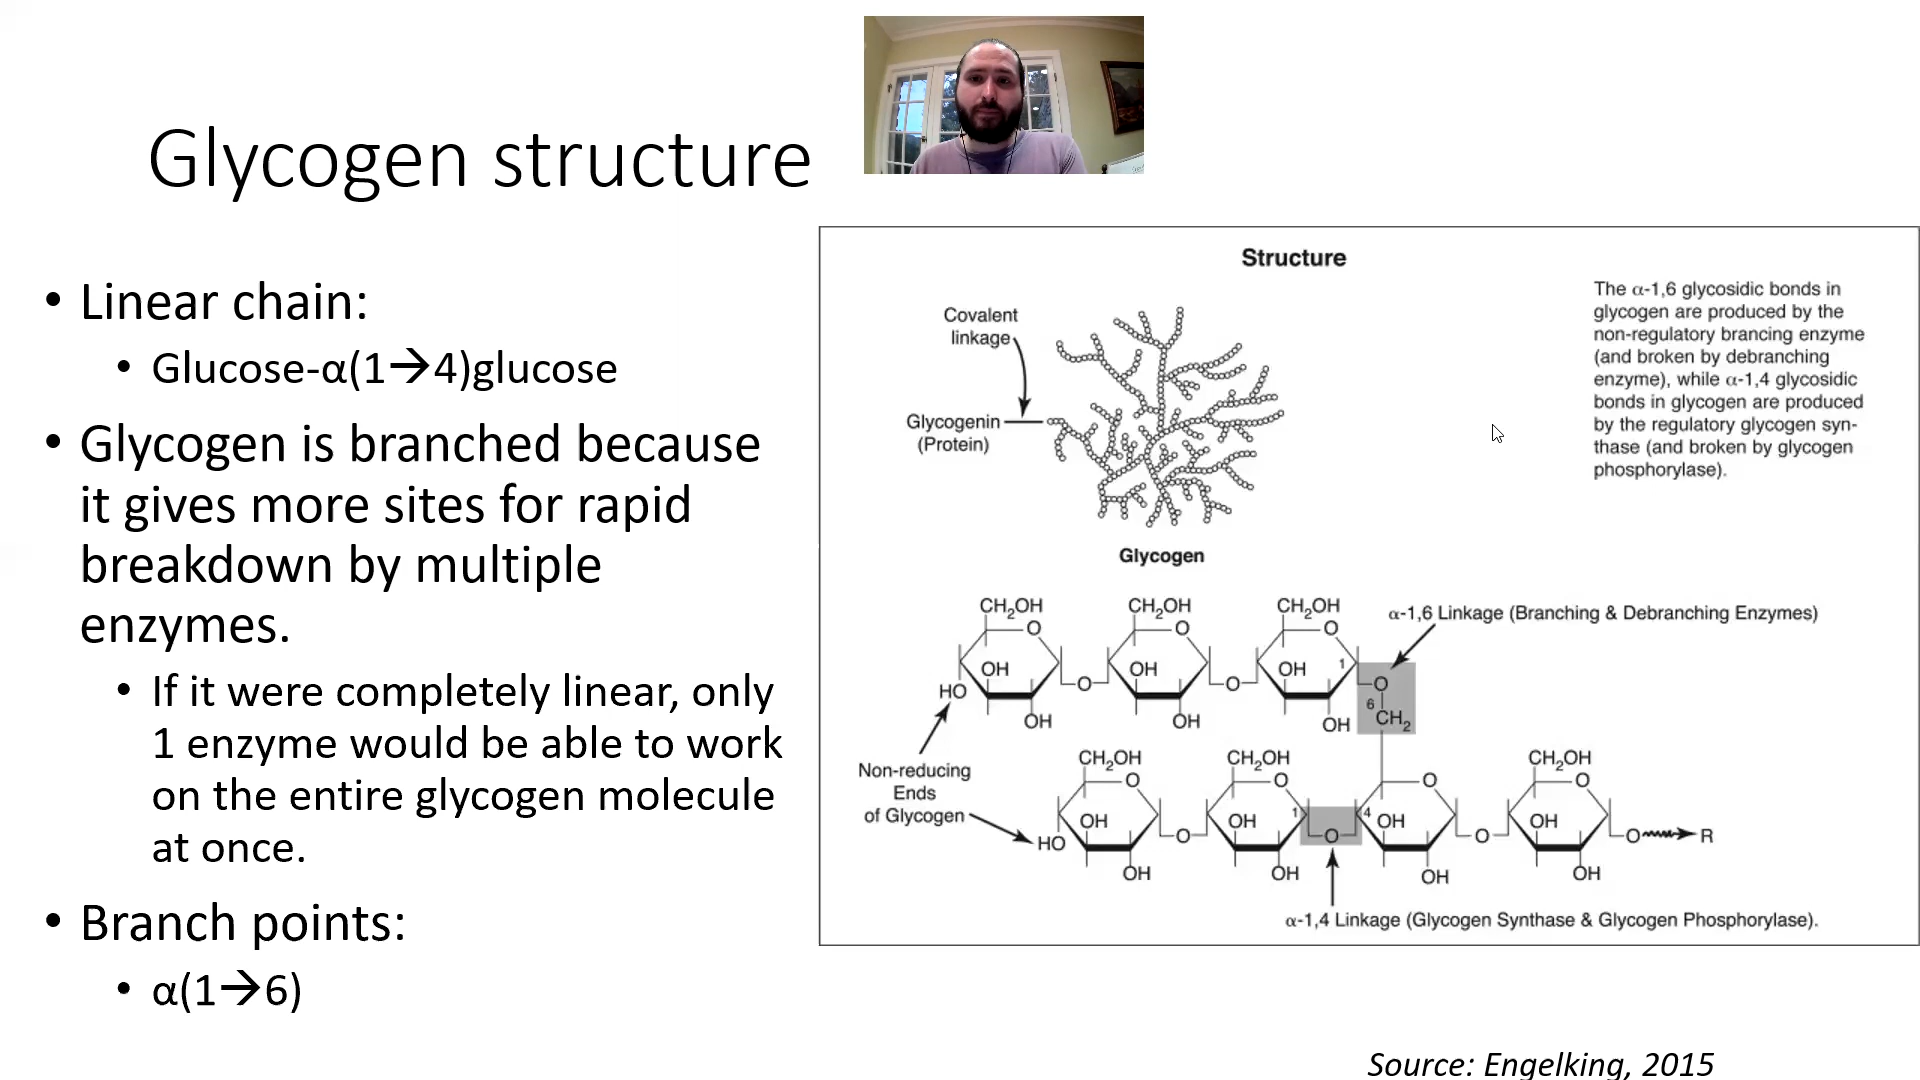 Glycogen structure
• Linear chain:
• Glucose-α(1→4)glucose
• Glycogen is branched because
it gives more sites for rapid
breakdown by multiple
enzymes.
• If it were completely linear, only
1 enzyme would be able to work
on the entire glycogen molecule
at once.
• Branch points:
• α(1→6)
Structure
Covalent
linkage
Glycogenin
(Protein)
Glycogen
The α-1,6 glycosidic bonds in
glycogen are produced by the
non-regulatory brancing enzyme
(and broken by debranching
enzyme), while α-1,4 glycosidic
bonds in glycogen are produced
by the regulatory glycogen syn-
thase (and broken by glycogen
phosphorylase).
CH₂OH CH₂OH CH₂OH
α-1,6 Linkage (Branching & Debranching Enzymes)
O O O
OH OH OH 1
HO O O O
OH OH OH
6 CH₂
Non-reducing
Ends
of Glycogen
CH₂OH CH₂OH CH₂OH
O O O O
OH OH 1 4 OH OH
HO O O O O R
OH OH OH OH
α-1,4 Linkage (Glycogen Synthase & Glycogen Phosphorylase).
Source: Engelking, 2015